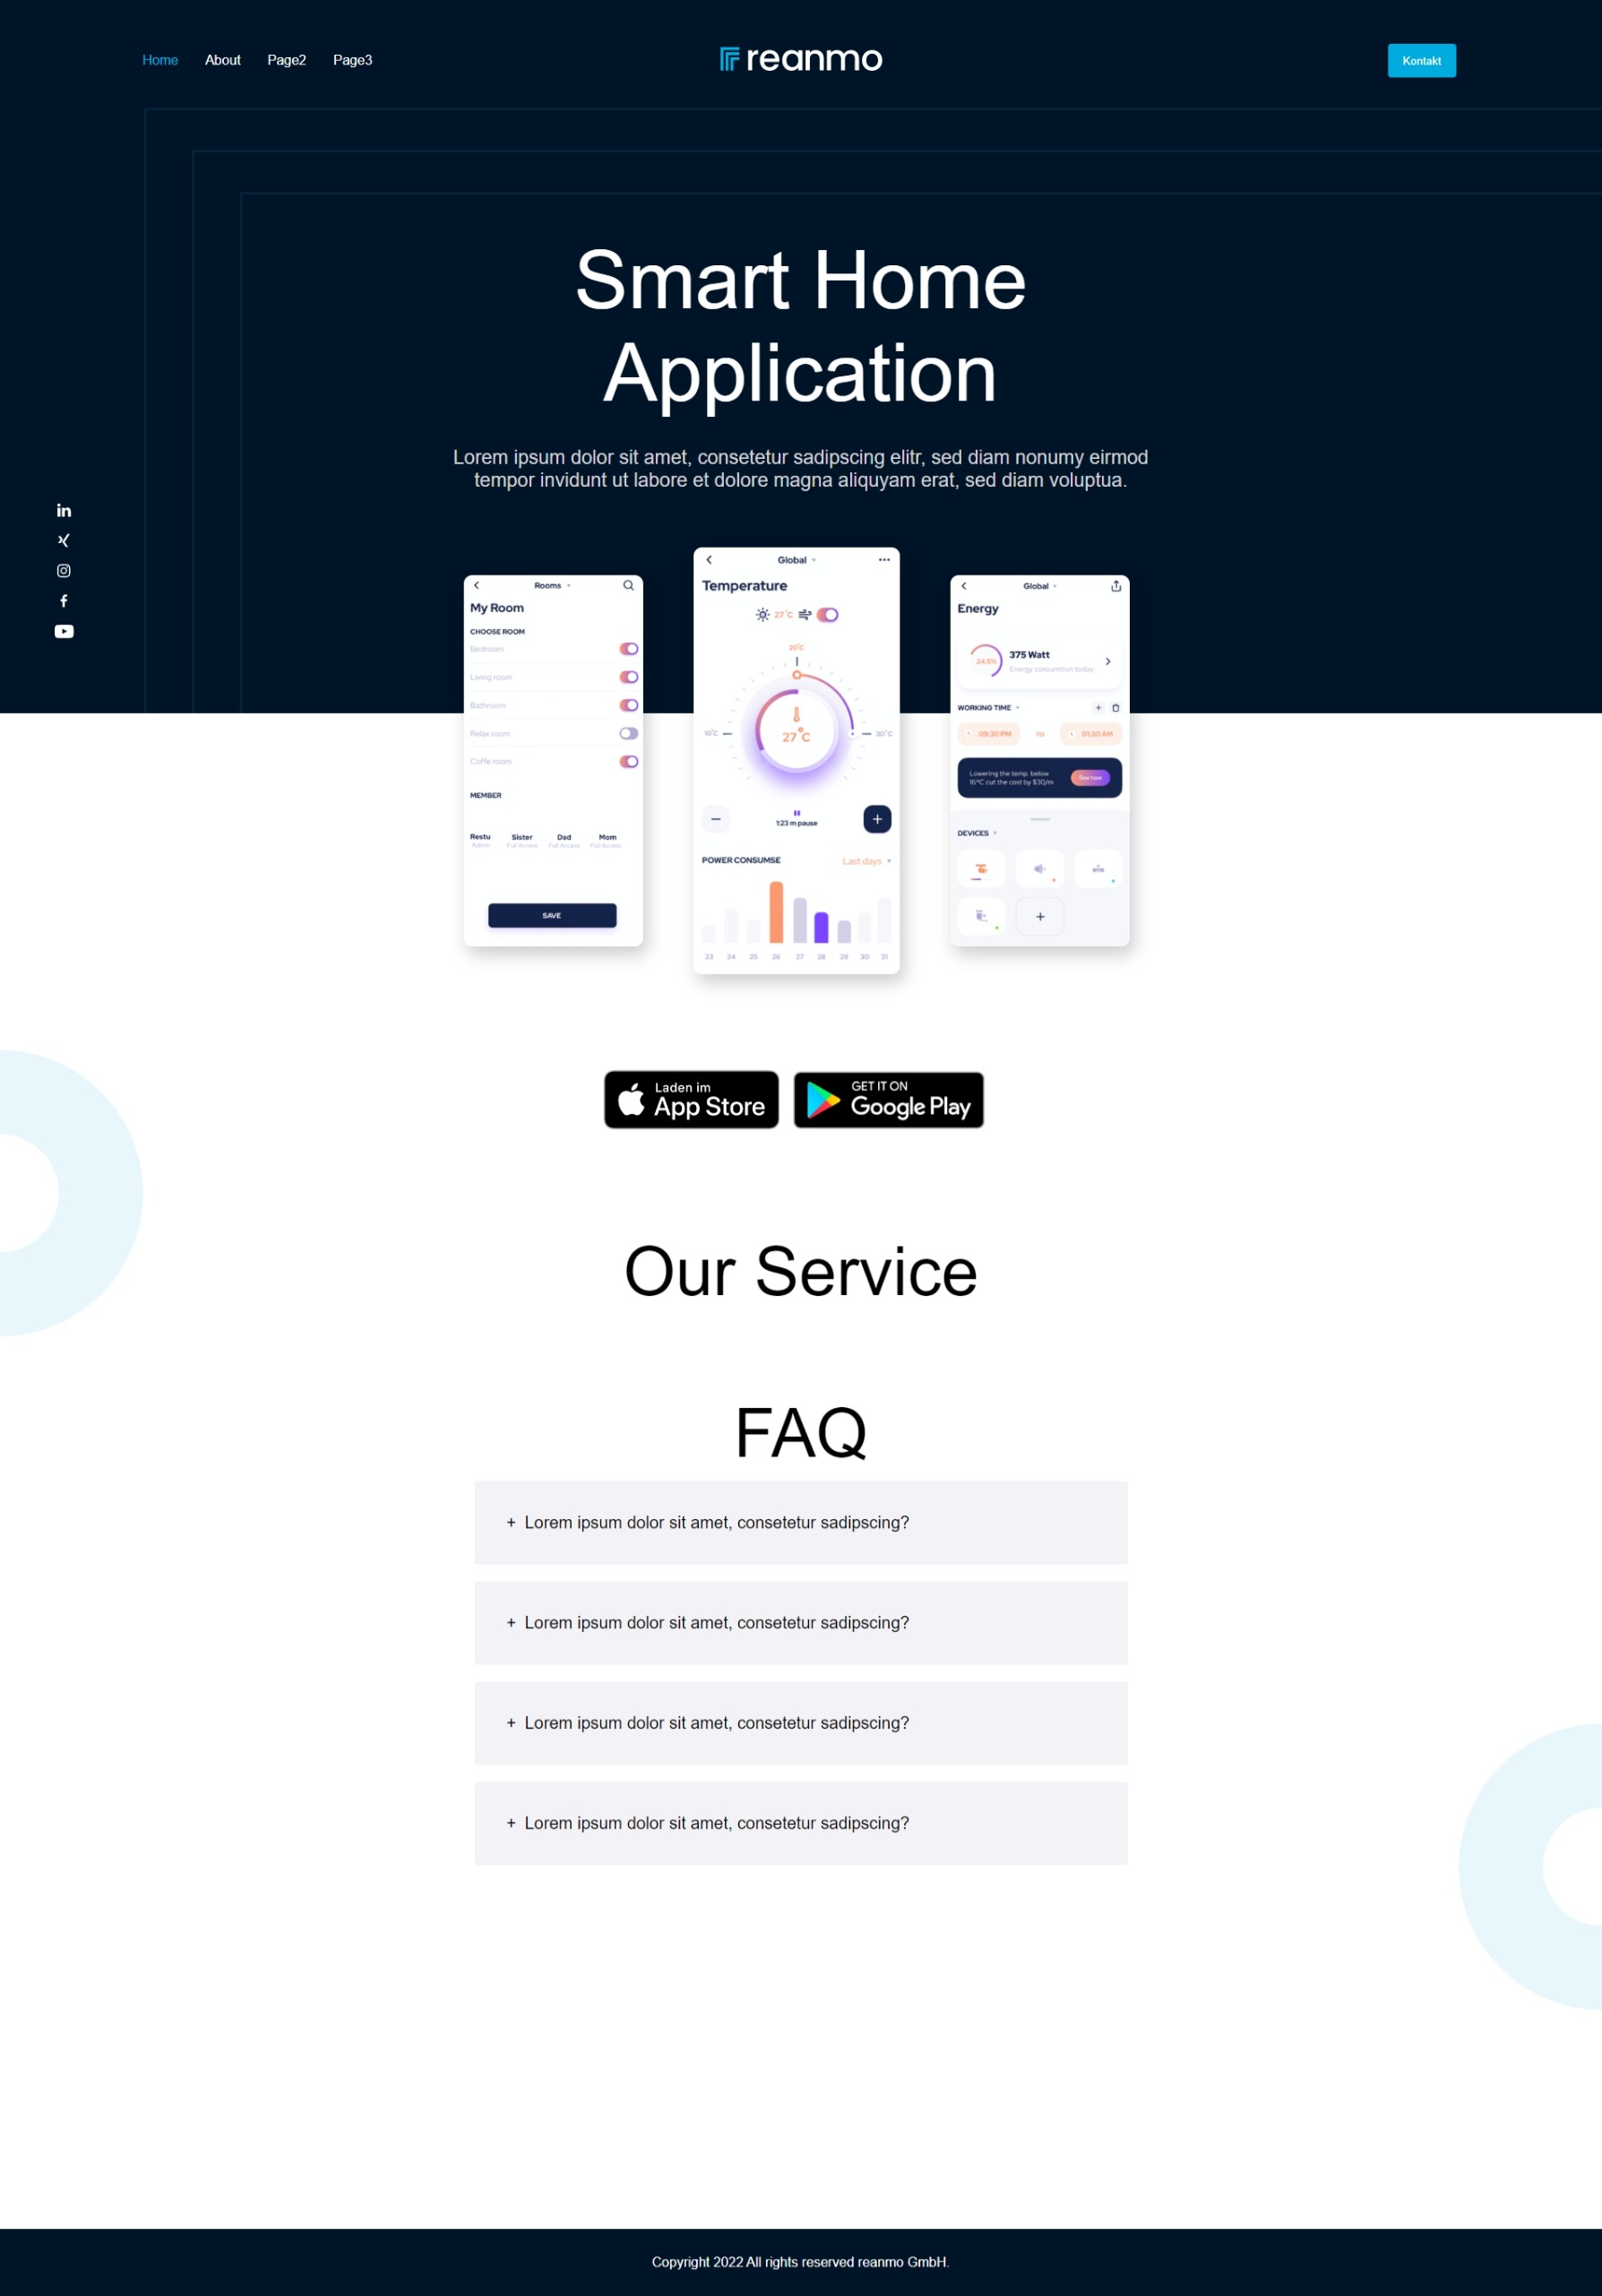 Home About Page2 Page3
reanmo
Kontakt
Smart Home
Application
Lorem ipsum dolor sit amet, consetetur sadipscing elitr, sed diam nonumy eirmod
tempor invidunt ut labore et dolore magna aliquyam erat, sed diam voluptua.
Rooms
My Room
CHOOSE ROOM
Bedroom
Living room
Bathroom
Relax room
Coffe room
MEMBER
Restu Sister Dad Mom
Admin Full Access Full Access Full Access
SAVE
Global
Temperature
27°C
20°C
10°C
27°C
30°C
1:23 m pause
POWER CONSUMSE Last days
23 24 25 26 27 28 29 30 31
Global
Energy
24.5%
375 Watt
Energy consumtion today
WORKING TIME
09:30 PM TO 01:30 AM
Lowering the temp. below
16°C cut the cost by $30/m
See how
DEVICES
Laden im
App Store
GET IT ON
Google Play
Our Service
FAQ
+ Lorem ipsum dolor sit amet, consetetur sadipscing?
+ Lorem ipsum dolor sit amet, consetetur sadipscing?
+ Lorem ipsum dolor sit amet, consetetur sadipscing?
+ Lorem ipsum dolor sit amet, consetetur sadipscing?
Copyright 2022 All rights reserved reanmo GmbH.